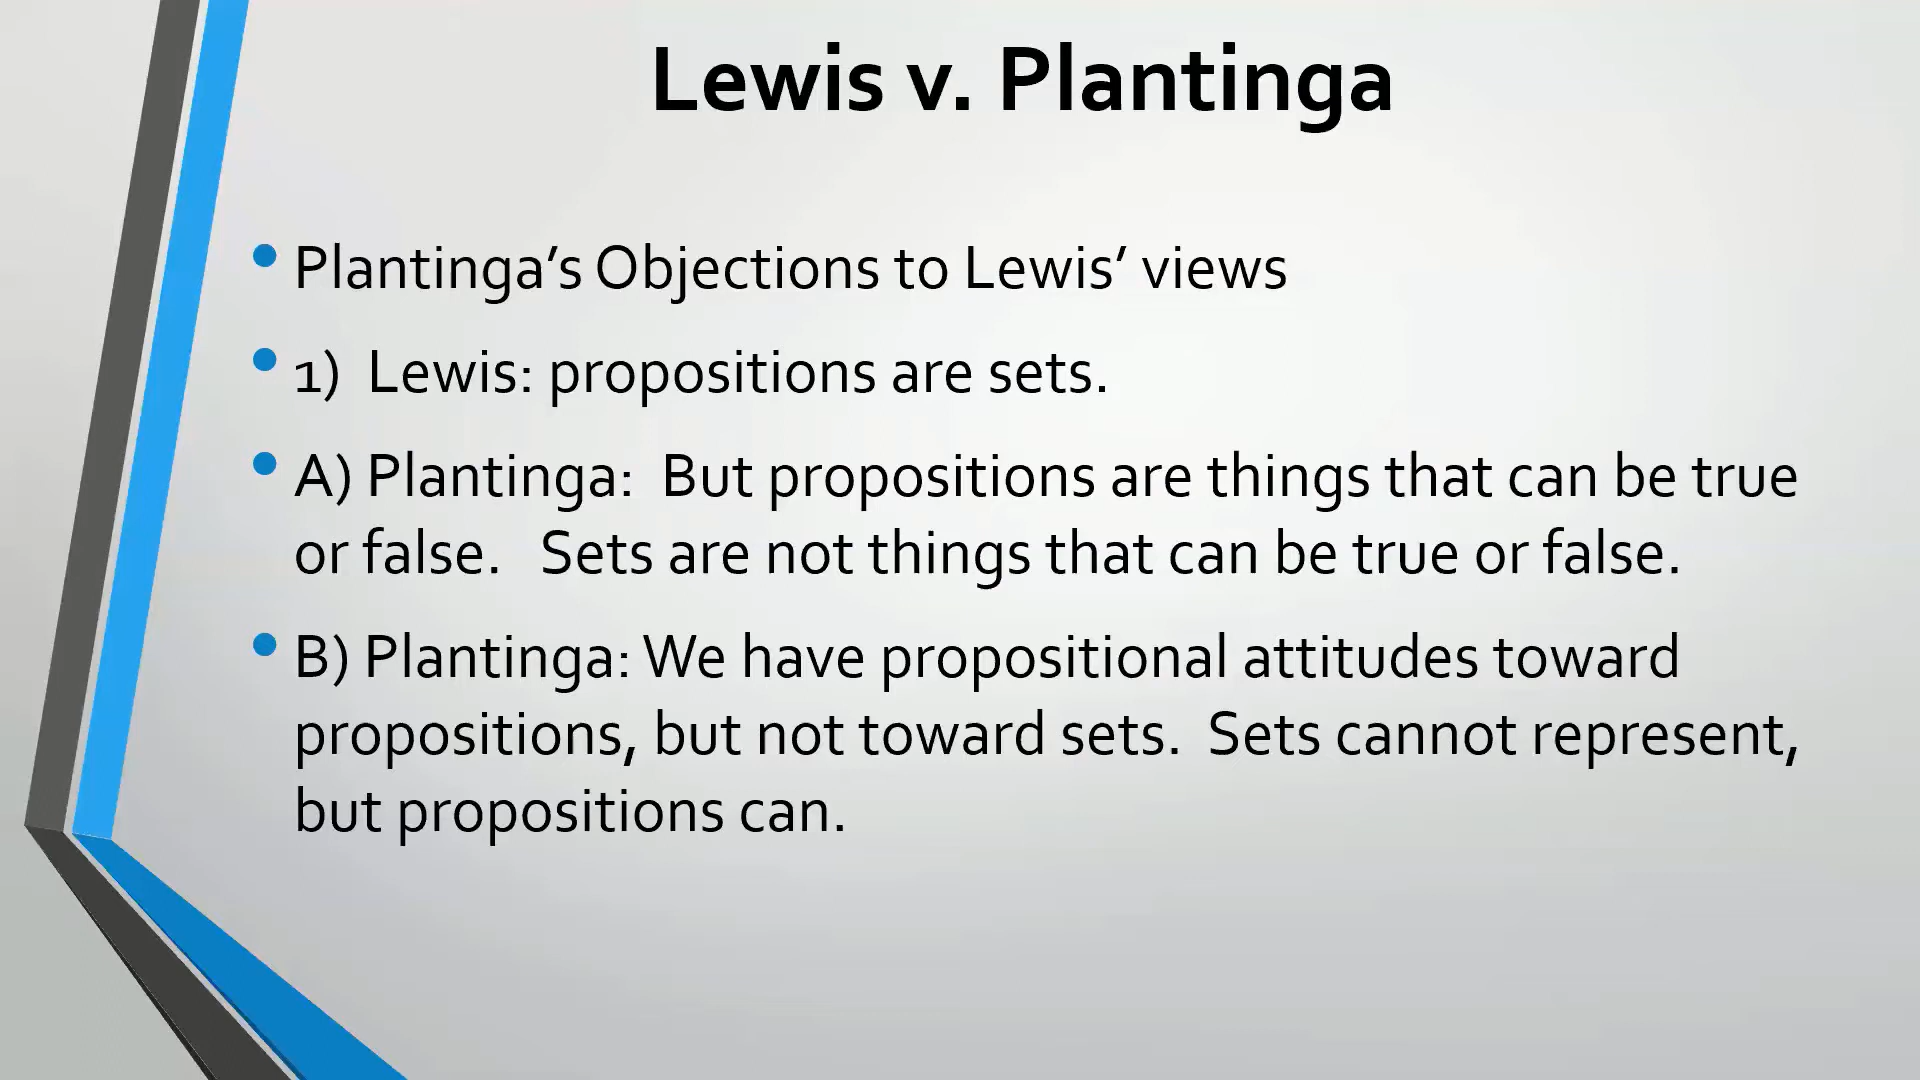 Lewis v. Plantinga
• Plantinga’s Objections to Lewis’ views
• 1)  Lewis: propositions are sets.
• A) Plantinga:  But propositions are things that can be true
or false.   Sets are not things that can be true or false.
• B) Plantinga: We have propositional attitudes toward
propositions, but not toward sets.  Sets cannot represent,
but propositions can.